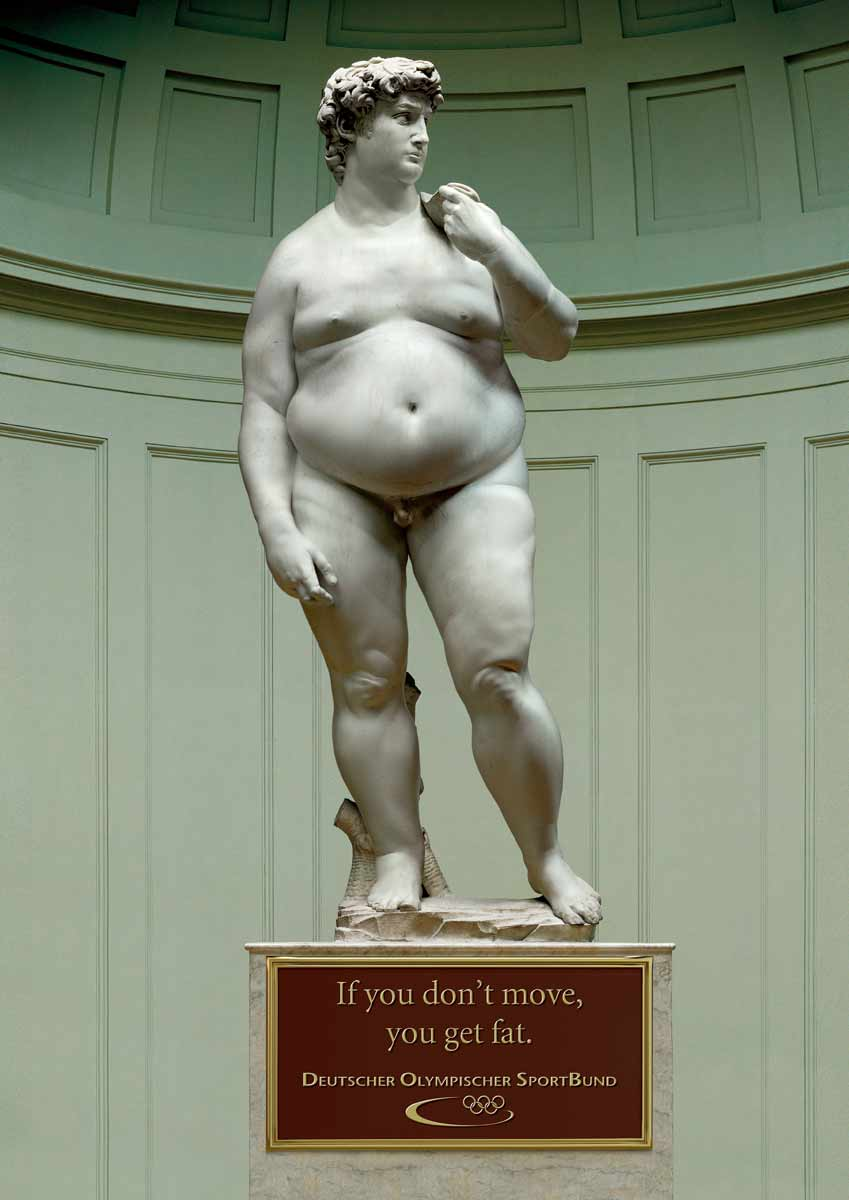 If you don’t move,
you get fat.
Deutscher Olympischer SportBund